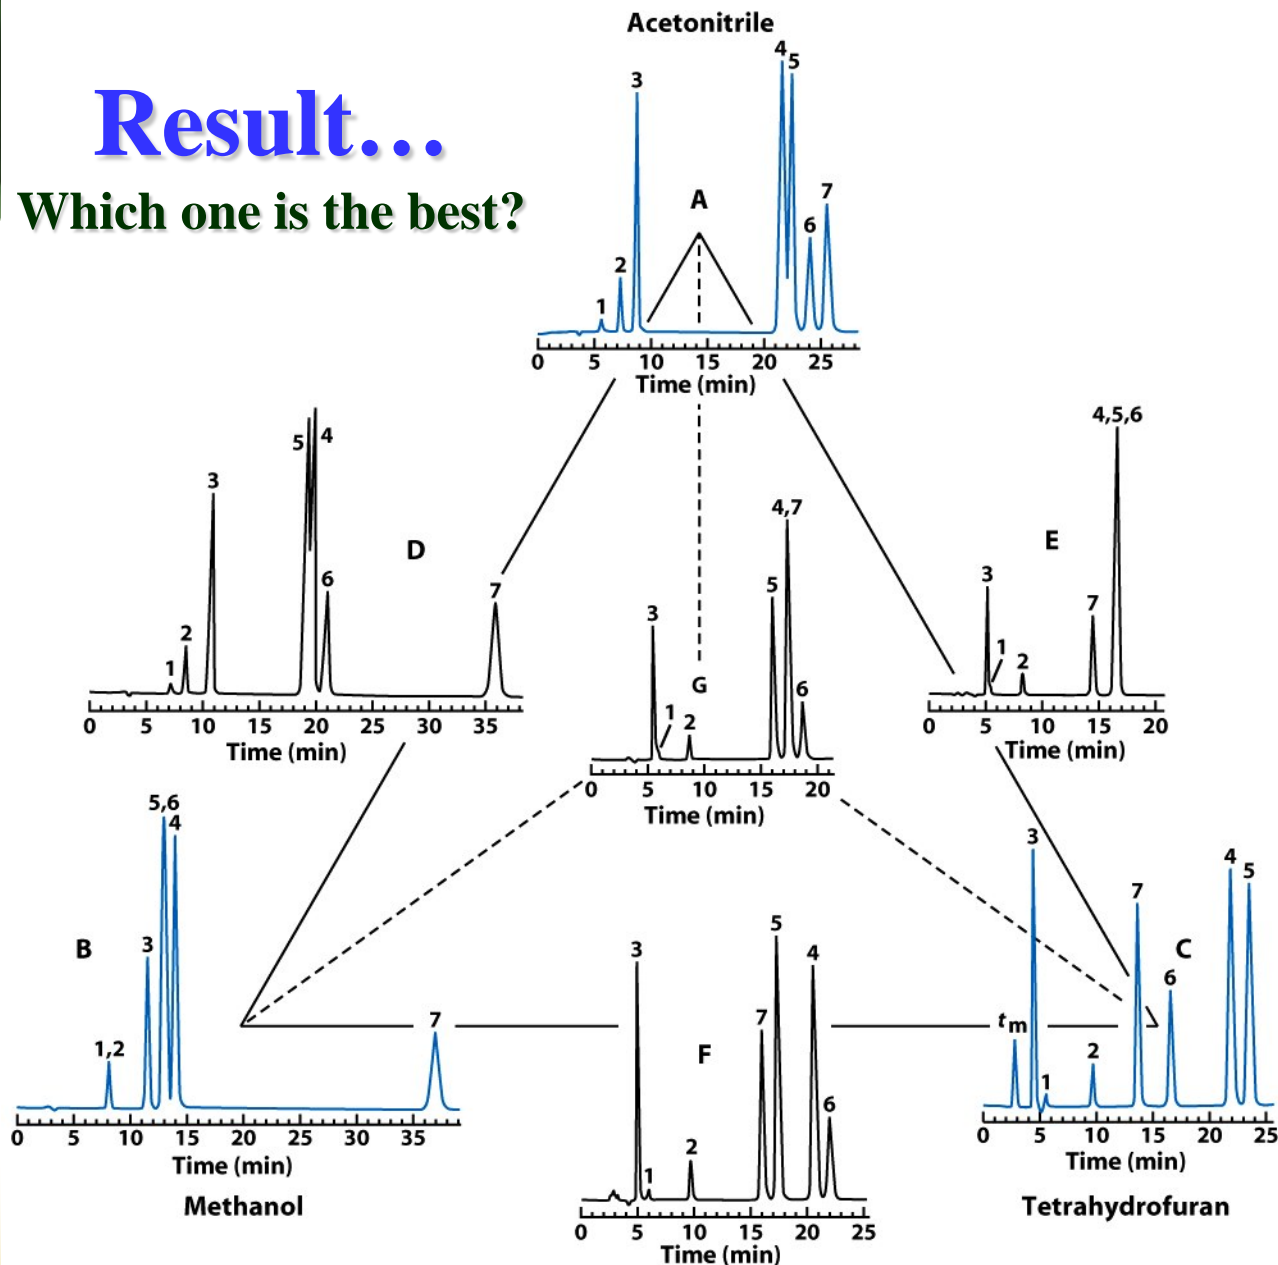 Result…
Which one is the best?
Acetonitrile
1
2
3
4
5
6
7
A
0 5 10 15 20 25
Time (min)
1
2
3
5
4
6
7
D
0 5 10 15 20 25 30 35
Time (min)
3
1
2
5
4,7
6
G
0 5 10 15 20
Time (min)
3
1
2
7
4,5,6
E
0 5 10 15 20
Time (min)
1,2
3
5,6
4
7
B
0 5 10 15 20 25 30 35
Time (min)
Methanol
3
1
2
7
5
4
6
F
0 5 10 15 20 25
Time (min)
tm
3
1
2
7
6
4
5
C
0 5 10 15 20 25
Time (min)
Tetrahydrofuran